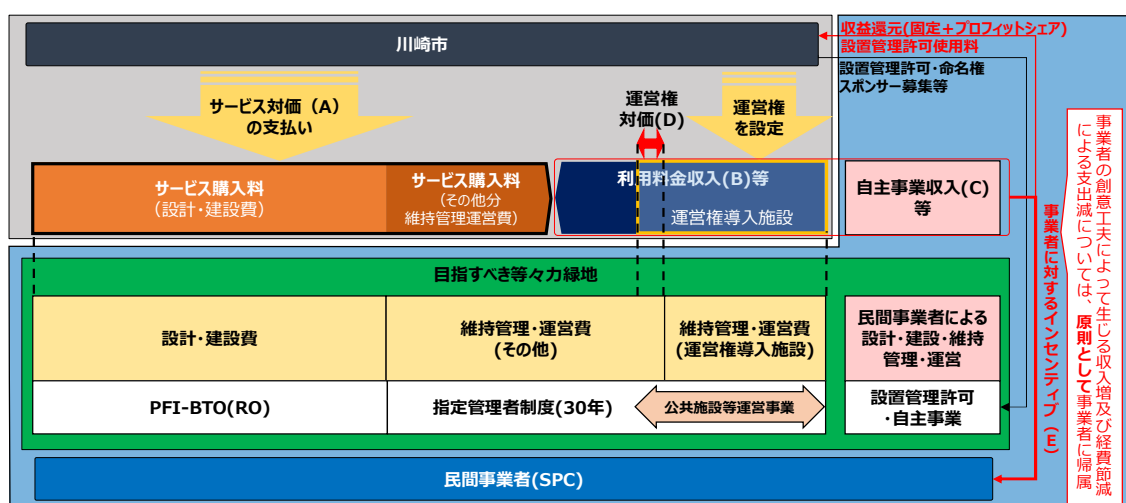 川崎市
収益還元(固定+プロフィットシェア)
設置管理許可使用料
設置管理許可・命名権
スポンサー募集等
サービス対価（A）
の支払い
運営権
対価(D)
運営権
を設定
サービス購入料
（設計・建設費）
サービス購入料
(その他分
維持管理運営費)
利用料金収入(B)等
運営権導入施設
自主事業収入(C)
等
事業者に対するインセンティブ（E）
事業者の創意工夫によって生じる収入増及び経費節減
による支出減については、原則として事業者に帰属
目指すべき等々力緑地
設計・建設費
維持管理・運営費
(その他)
維持管理・運営費
(運営権導入施設)
民間事業者による
設計・建設・維持
管理・運営
PFI-BTO(RO)
指定管理者制度(30年)
公共施設等運営事業
設置管理許可
・自主事業
民間事業者(SPC)